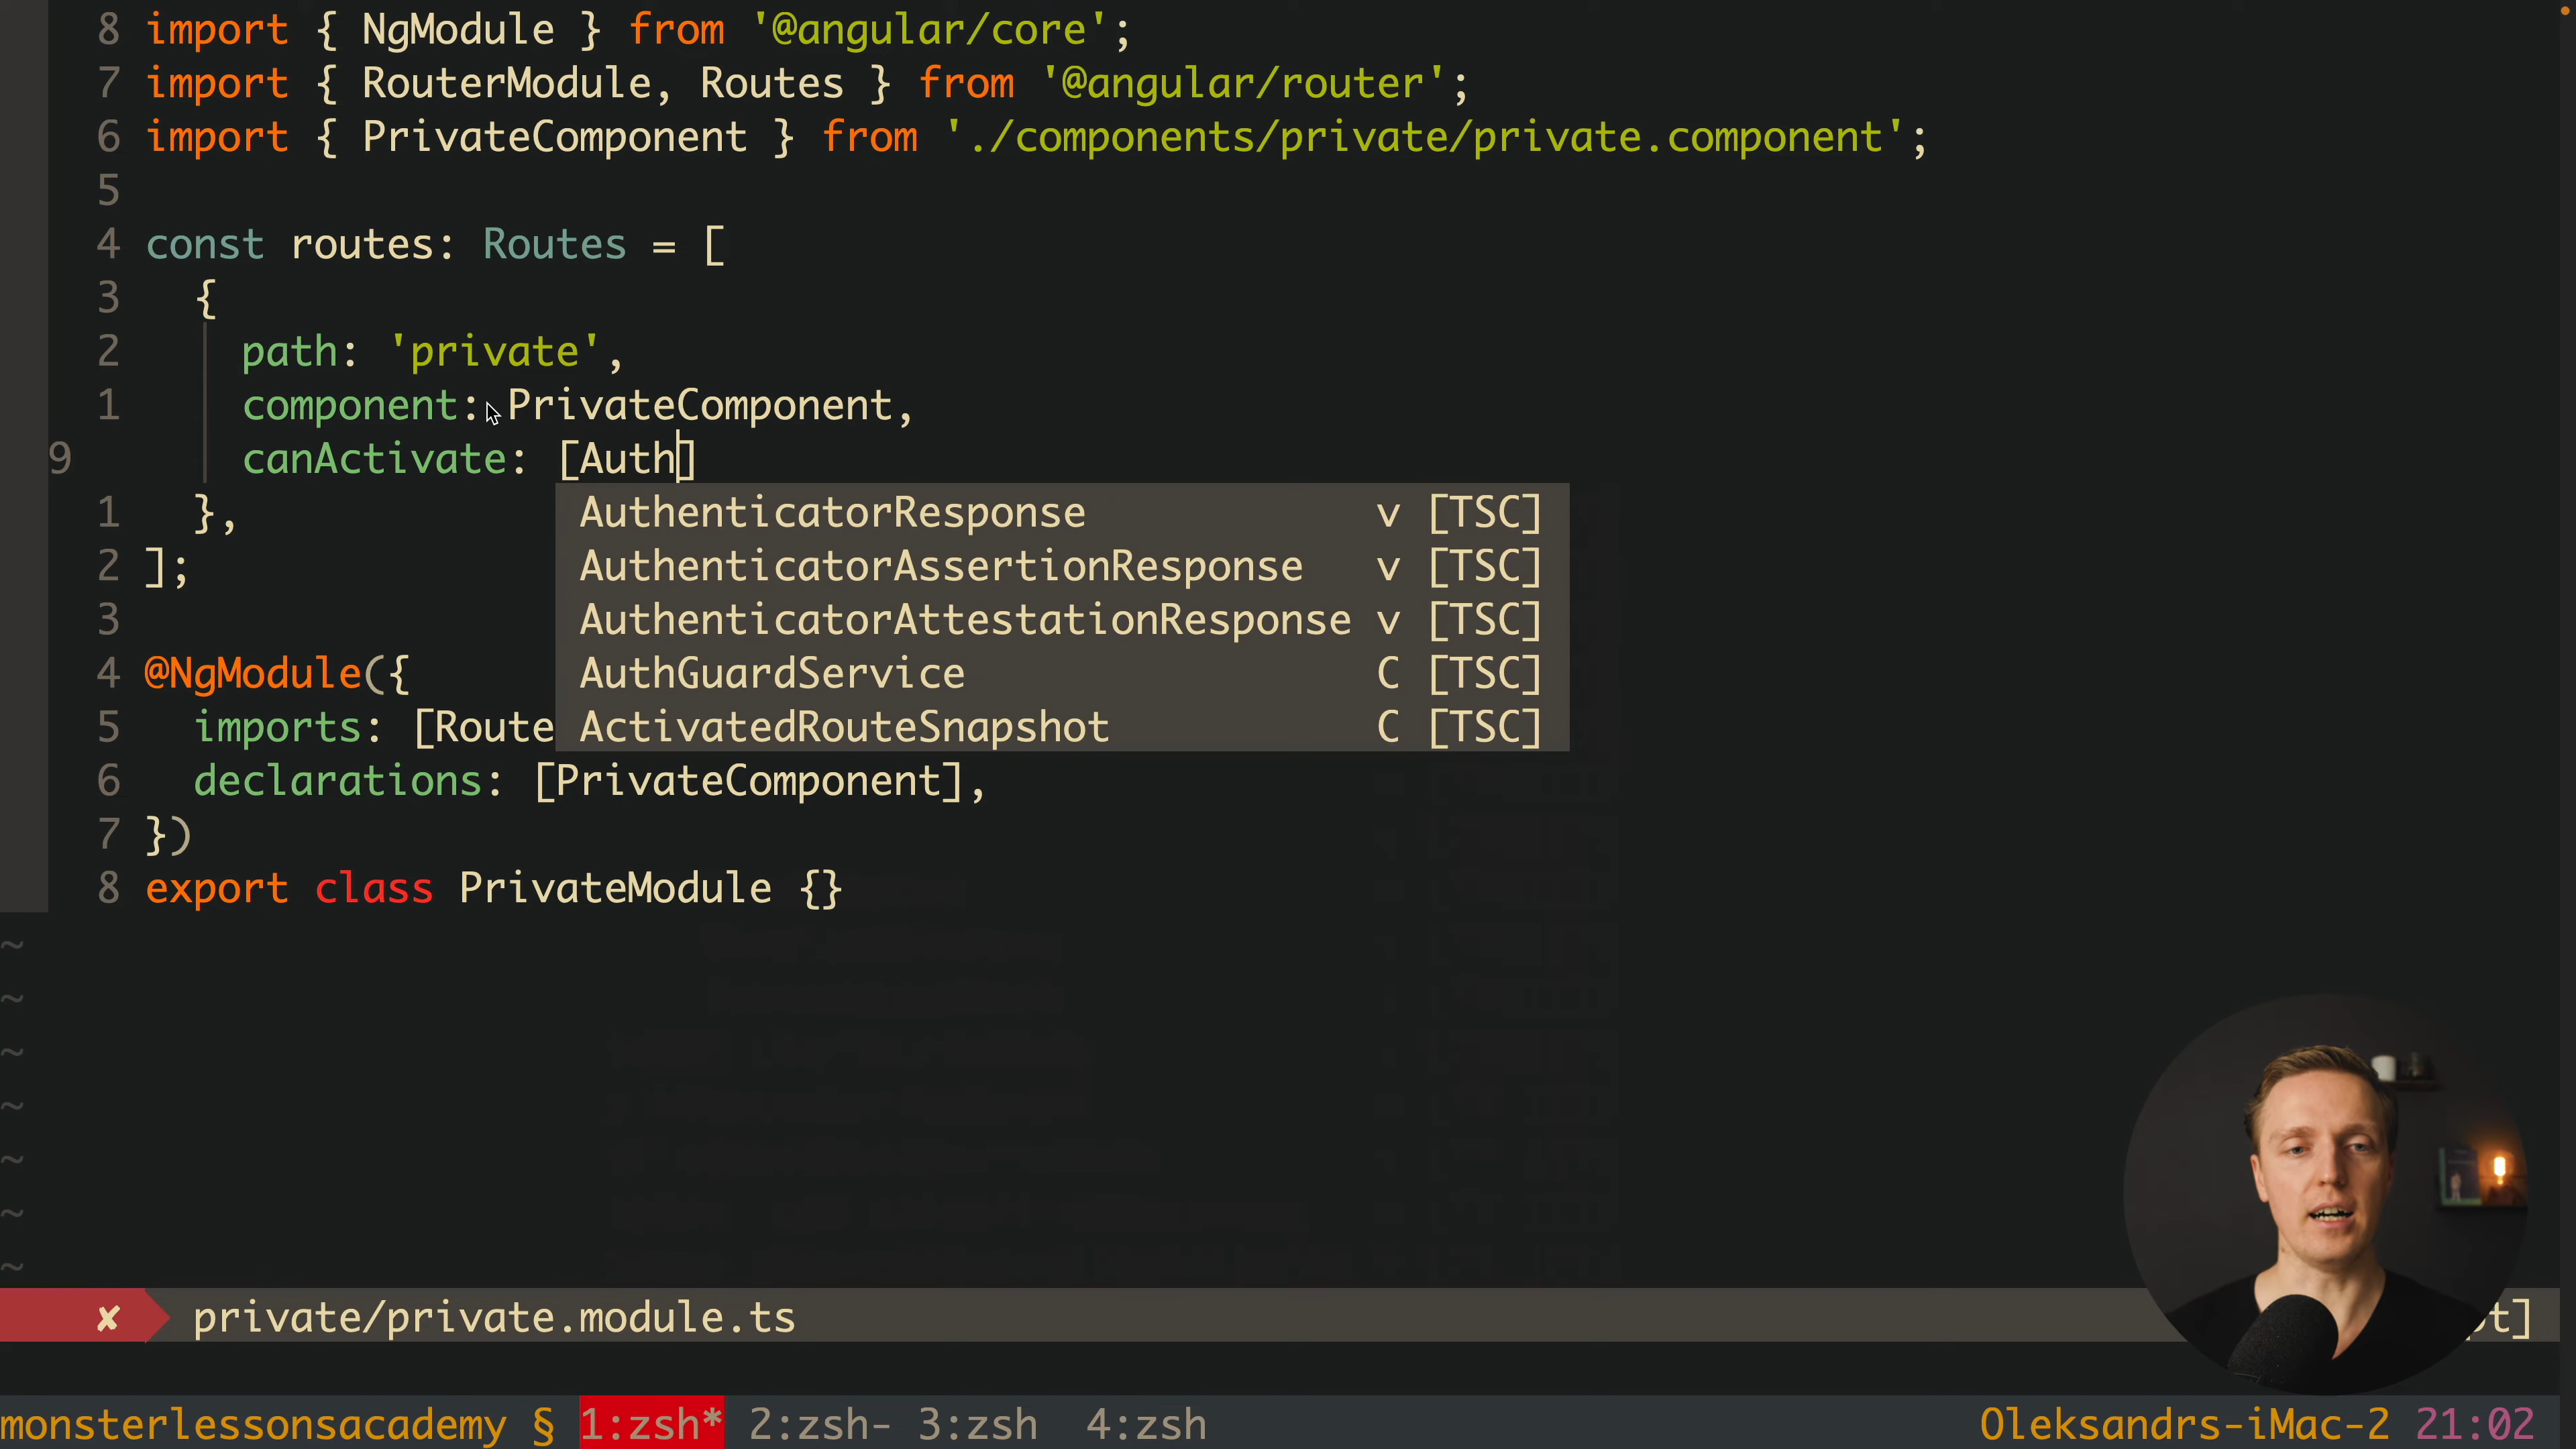 8 import { NgModule } from '@angular/core';
7 import { RouterModule, Routes } from '@angular/router';
6 import { PrivateComponent } from './components/private/private.component';
5
4 const routes: Routes = [
3 {
2 path: 'private',
1 component: PrivateComponent,
9 canActivate: [Auth]
1 },
AuthenticatorResponse v [TSC]
2 ];
AuthenticatorAssertionResponse v [TSC]
3
AuthenticatorAttestationResponse v [TSC]
4 @NgModule({
AuthGuardService C [TSC]
5 imports: [Route
ActivatedRouteSnapshot C [TSC]
6 declarations: [PrivateComponent],
7 })
8 export class PrivateModule {}
~
~
~
~
~
~
~
✘ private/private.module.ts
monsterlessonsacademy § 1:zsh* 2:zsh- 3:zsh 4:zsh Oleksandrs-iMac-2 21:02